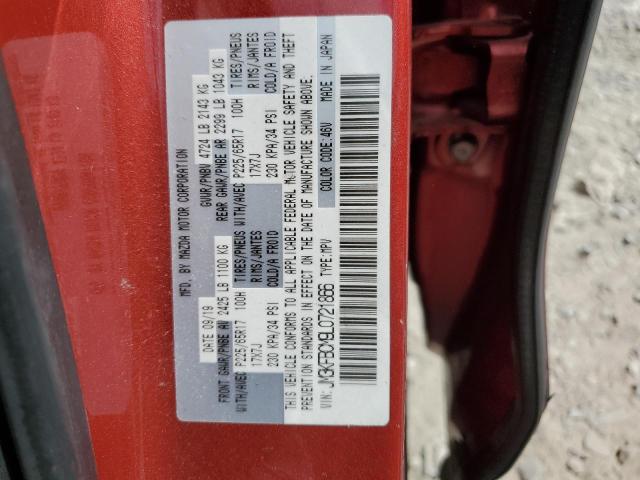 MFD. BY MAZDA MOTOR CORPORATION
DATE 09/19 GVWR/PNBV 4724 LB 2143 KG
FRONT GAWR/PNBE AV 2425 LB 1100 KG REAR GAWR/PNBE AR 2299 LB 1043 KG
WITH/AVEC P225/65R17 100H TIRES/PNEUS WITH/AVEC P225/65R17 100H TIRES/PNEUS
17X7J RIMS/JANTES 17X7J RIMS/JANTES
230 KPA/34 PSI COLD/A FROID 230 KPA/34 PSI COLD/A FROID
THIS VEHICLE CONFORMS TO ALL APPLICABLE FEDERAL MOTOR VEHICLE SAFETY AND THEFT
PREVENTION STANDARDS IN EFFECT ON THE DATE OF MANUFACTURE SHOWN ABOVE.
VIN: JM3KFBCM9L0721866 TYPE: MPV COLOR CODE: 46V MADE IN JAPAN